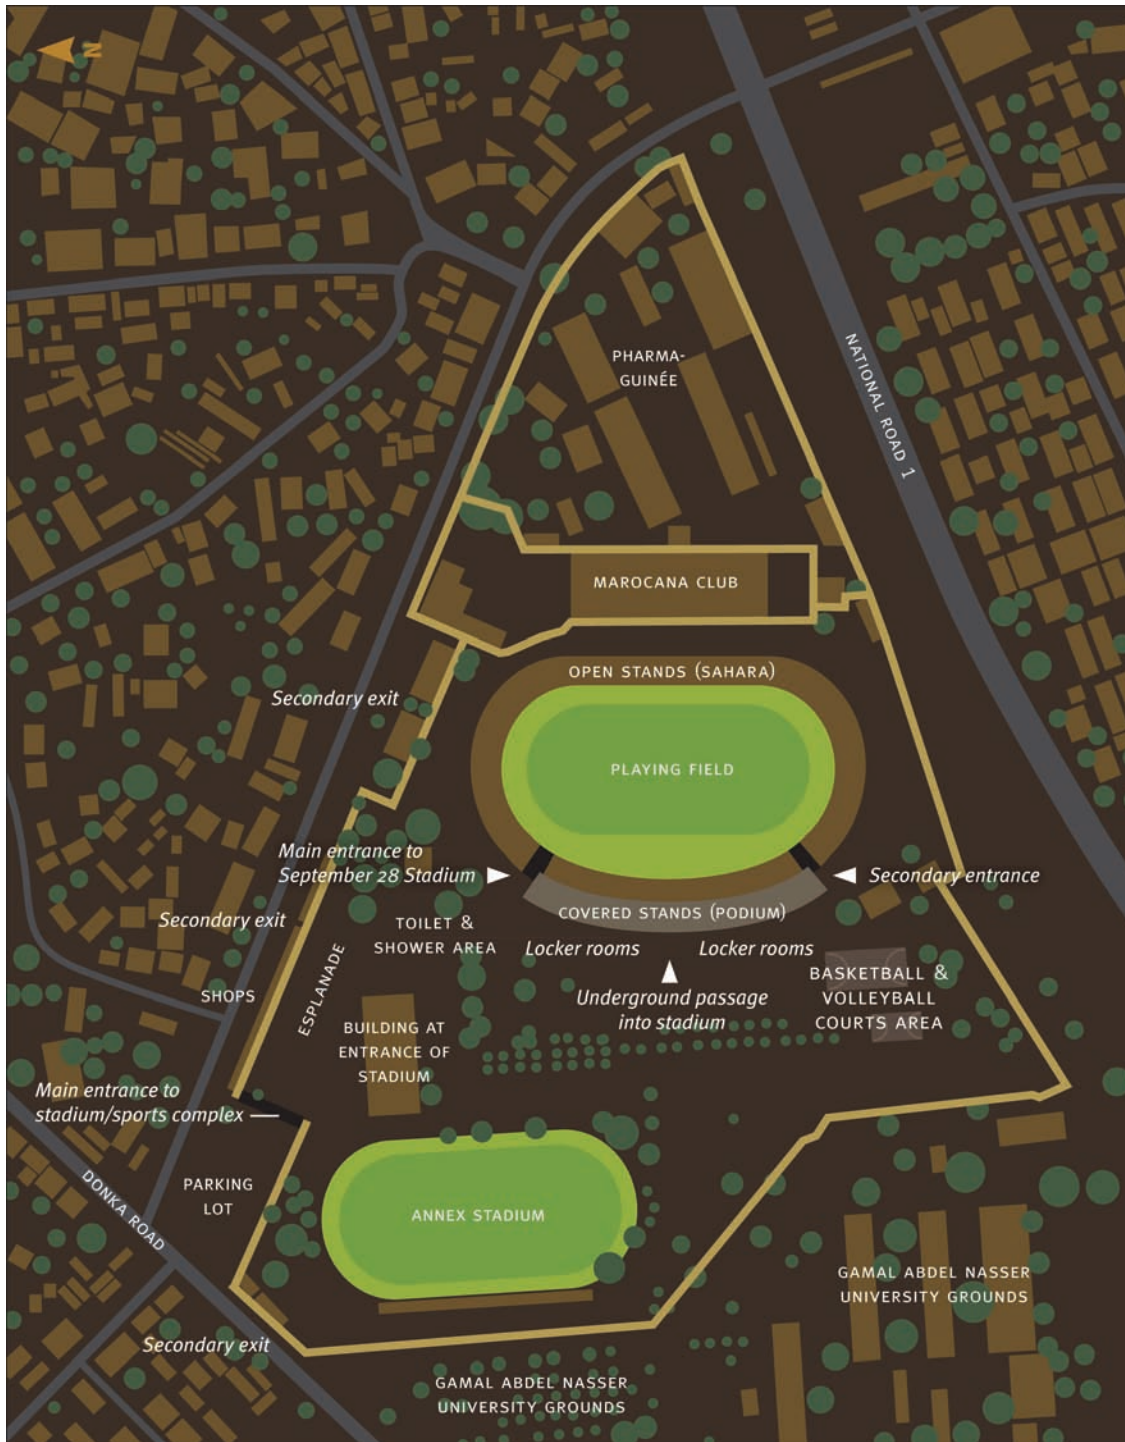 N
PHARMA-
GUINÉE
NATIONAL ROAD 1
MAROCANA CLUB
OPEN STANDS (SAHARA)
Secondary exit
PLAYING FIELD
Main entrance to
September 28 Stadium
Secondary entrance
COVERED STANDS (PODIUM)
Secondary exit
TOILET &
SHOWER AREA
Locker rooms
Locker rooms
ESPLANADE
SHOPS
Underground passage
into stadium
BASKETBALL &
VOLLEYBALL
COURTS AREA
BUILDING AT
ENTRANCE OF
STADIUM
Main entrance to
stadium/sports complex
DONKA ROAD
PARKING
LOT
ANNEX STADIUM
GAMAL ABDEL NASSER
UNIVERSITY GROUNDS
Secondary exit
GAMAL ABDEL NASSER
UNIVERSITY GROUNDS